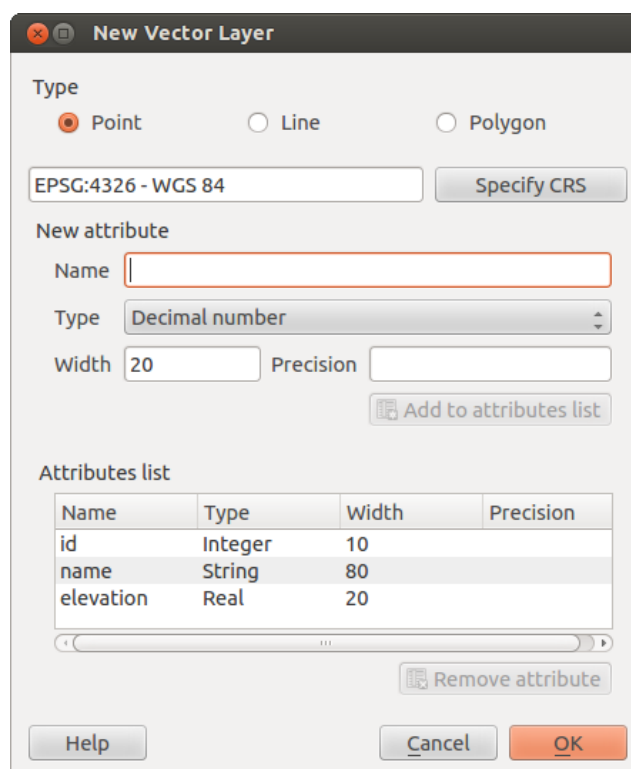 New Vector Layer
Type
Point Line Polygon
EPSG:4326 - WGS 84 Specify CRS
New attribute
Name
Type Decimal number
Width 20 Precision
Add to attributes list
Attributes list
Name Type Width Precision
id Integer 10
name String 80
elevation Real 20
Remove attribute
Help Cancel OK